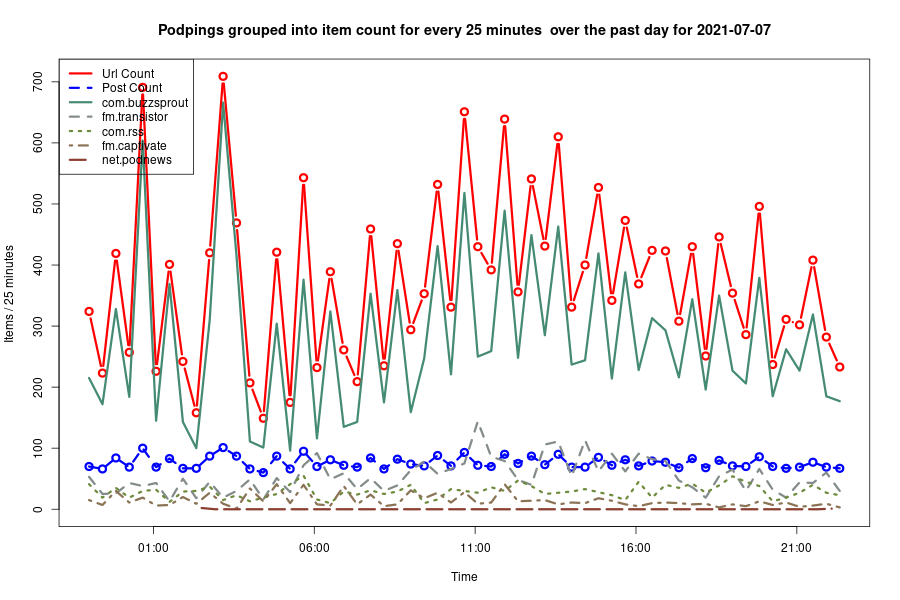 Podpings grouped into item count for every 25 minutes  over the past day for 2021-07-07
Items / 25 minutes
700
600
500
400
300
200
100
0
Url Count
Post Count
com.buzzsprout
fm.transistor
com.rss
fm.captivate
net.podnews
01:00
06:00
11:00
16:00
21:00
Time